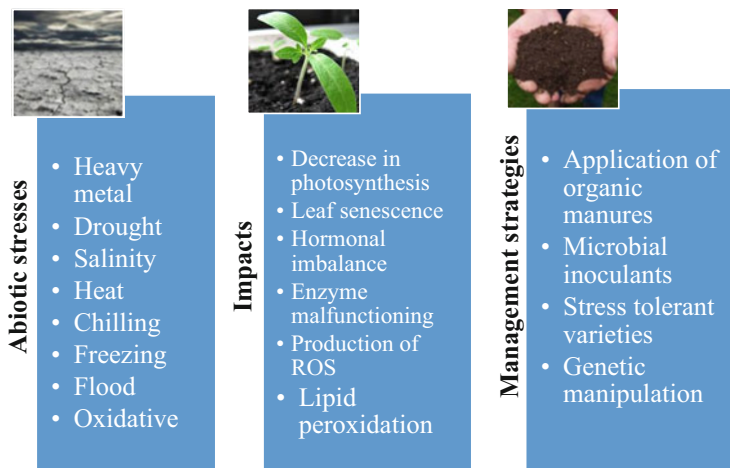 Abiotic stresses
• Heavy
metal
• Drought
• Salinity
• Heat
• Chilling
• Freezing
• Flood
• Oxidative
Impacts
• Decrease in
photosynthesis
• Leaf senescence
• Hormonal
imbalance
• Enzyme
malfunctioning
• Production of
ROS
• Lipid
peroxidation
Management strategies
• Application of
organic
manures
• Microbial
inoculants
• Stress tolerant
varieties
• Genetic
manipulation